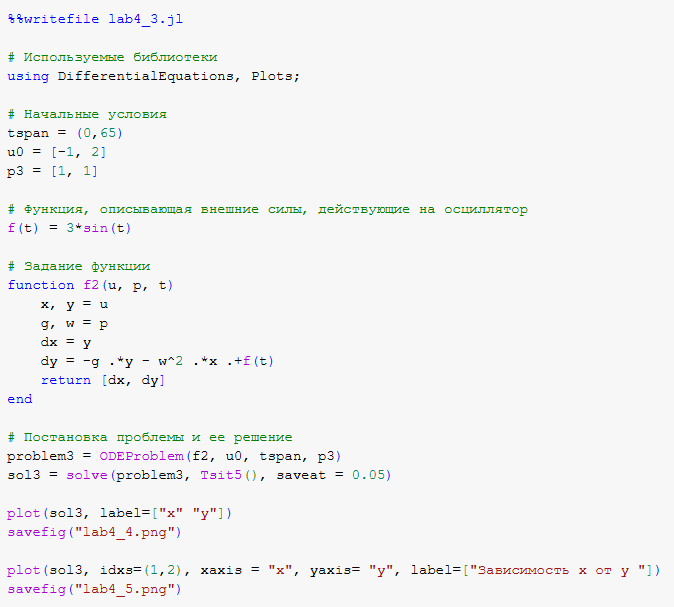 %%writefile lab4_3.jl
# Используемые библиотеки
using DifferentialEquations, Plots;
# Начальные условия
tspan = (0,65)
u0 = [-1, 2]
p3 = [1, 1]
# Функция, описывающая внешние силы, действующие на осциллятор
f(t) = 3*sin(t)
# Задание функции
function f2(u, p, t)
    x, y = u
    g, w = p
    dx = y
    dy = -g .*y - w^2 .*x .+f(t)
    return [dx, dy]
end
# Постановка проблемы и ее решение
problem3 = ODEProblem(f2, u0, tspan, p3)
sol3 = solve(problem3, Tsit5(), saveat = 0.05)
plot(sol3, label=["x" "y"])
savefig("lab4_4.png")
plot(sol3, idxs=(1,2), xaxis = "x", yaxis= "y", label=["Зависимость x от y "])
savefig("lab4_5.png")